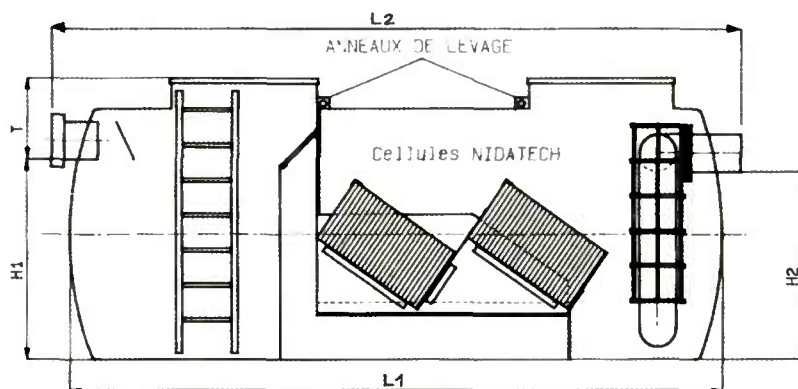 L2
ANNEAUX DE LEVAGE
T
Cellules NIDATECH
H1
H2
L1